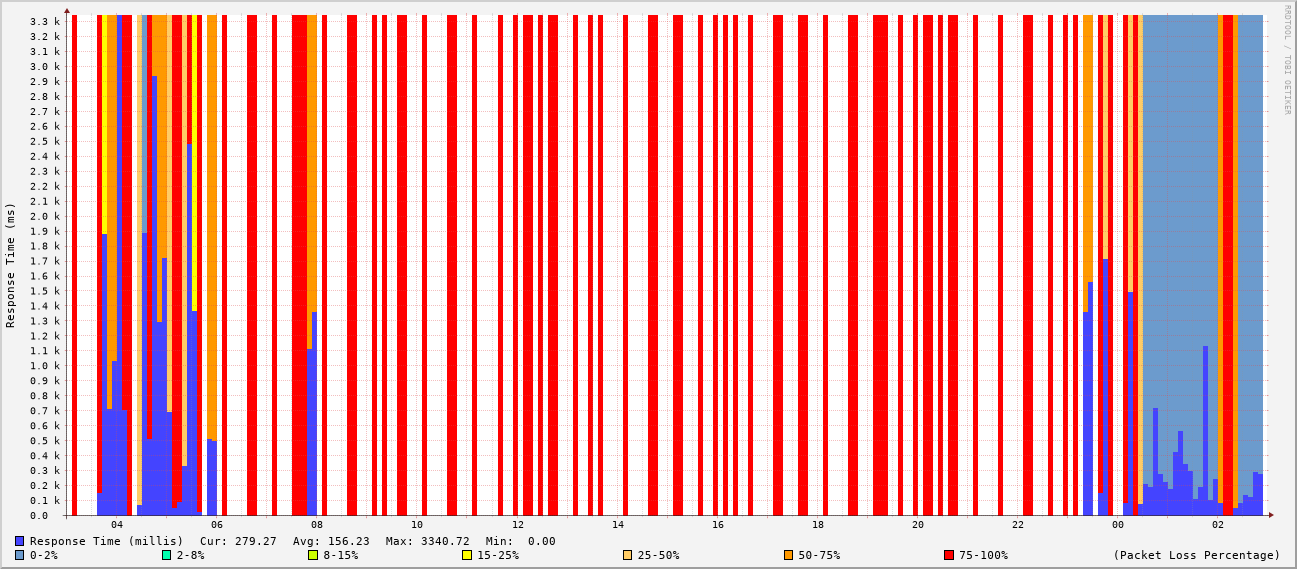 RRDTOOL / TOBI OETIKER
Response Time (ms)
3.3 k
3.2 k
3.1 k
3.0 k
2.9 k
2.8 k
2.7 k
2.6 k
2.5 k
2.4 k
2.3 k
2.2 k
2.1 k
2.0 k
1.9 k
1.8 k
1.7 k
1.6 k
1.5 k
1.4 k
1.3 k
1.2 k
1.1 k
1.0 k
0.9 k
0.8 k
0.7 k
0.6 k
0.5 k
0.4 k
0.3 k
0.2 k
0.1 k
0.0
04 06 08 10 12 14 16 18 20 22 00 02
Response Time (millis) Cur: 279.27 Avg: 156.23 Max: 3340.72 Min: 0.00
0-2% 2-8% 8-15% 15-25% 25-50% 50-75% 75-100% (Packet Loss Percentage)